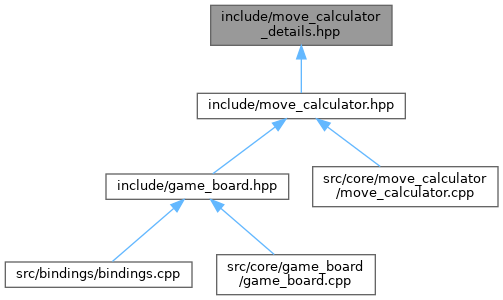 include/move_calculator
_details.hpp
include/move_calculator.hpp
include/game_board.hpp
src/core/move_calculator
/move_calculator.cpp
src/bindings/bindings.cpp
src/core/game_board
/game_board.cpp